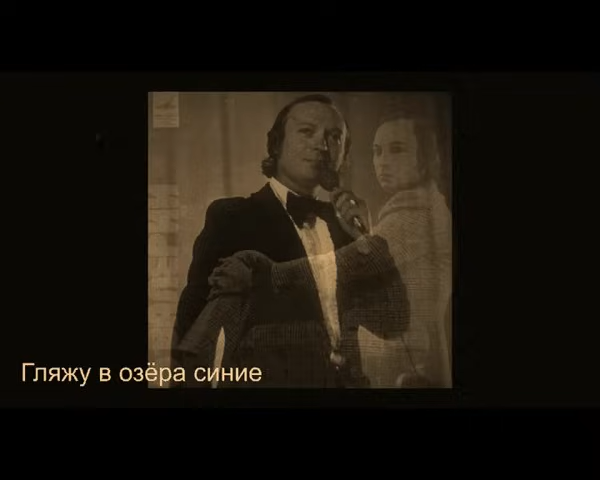 Гляжу в озёра синие